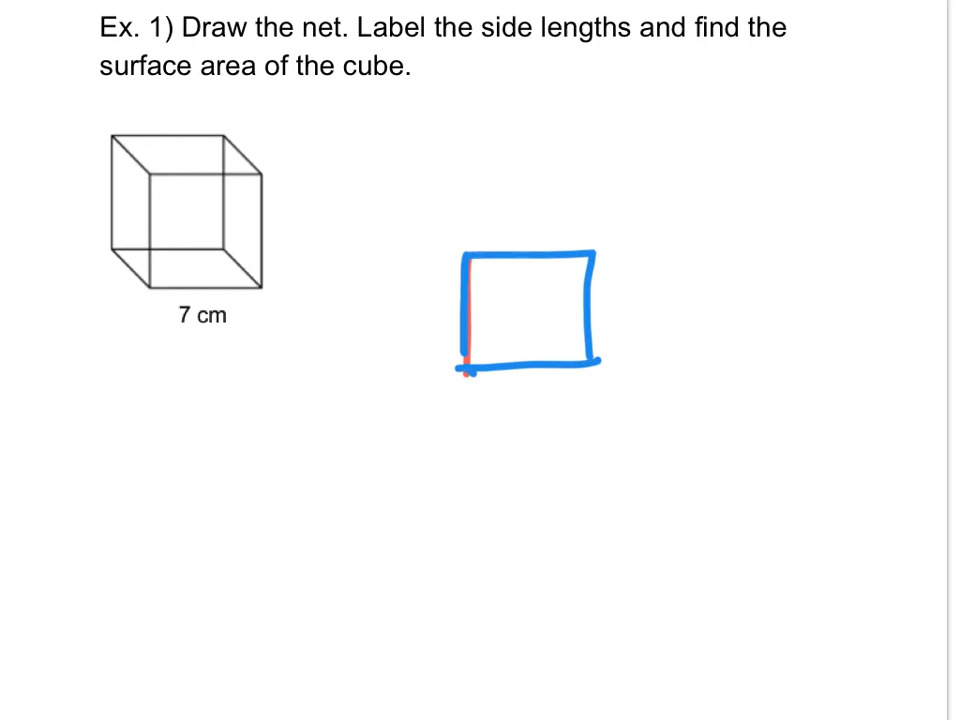 Ex. 1) Draw the net. Label the side lengths and find the
surface area of the cube.
7 cm